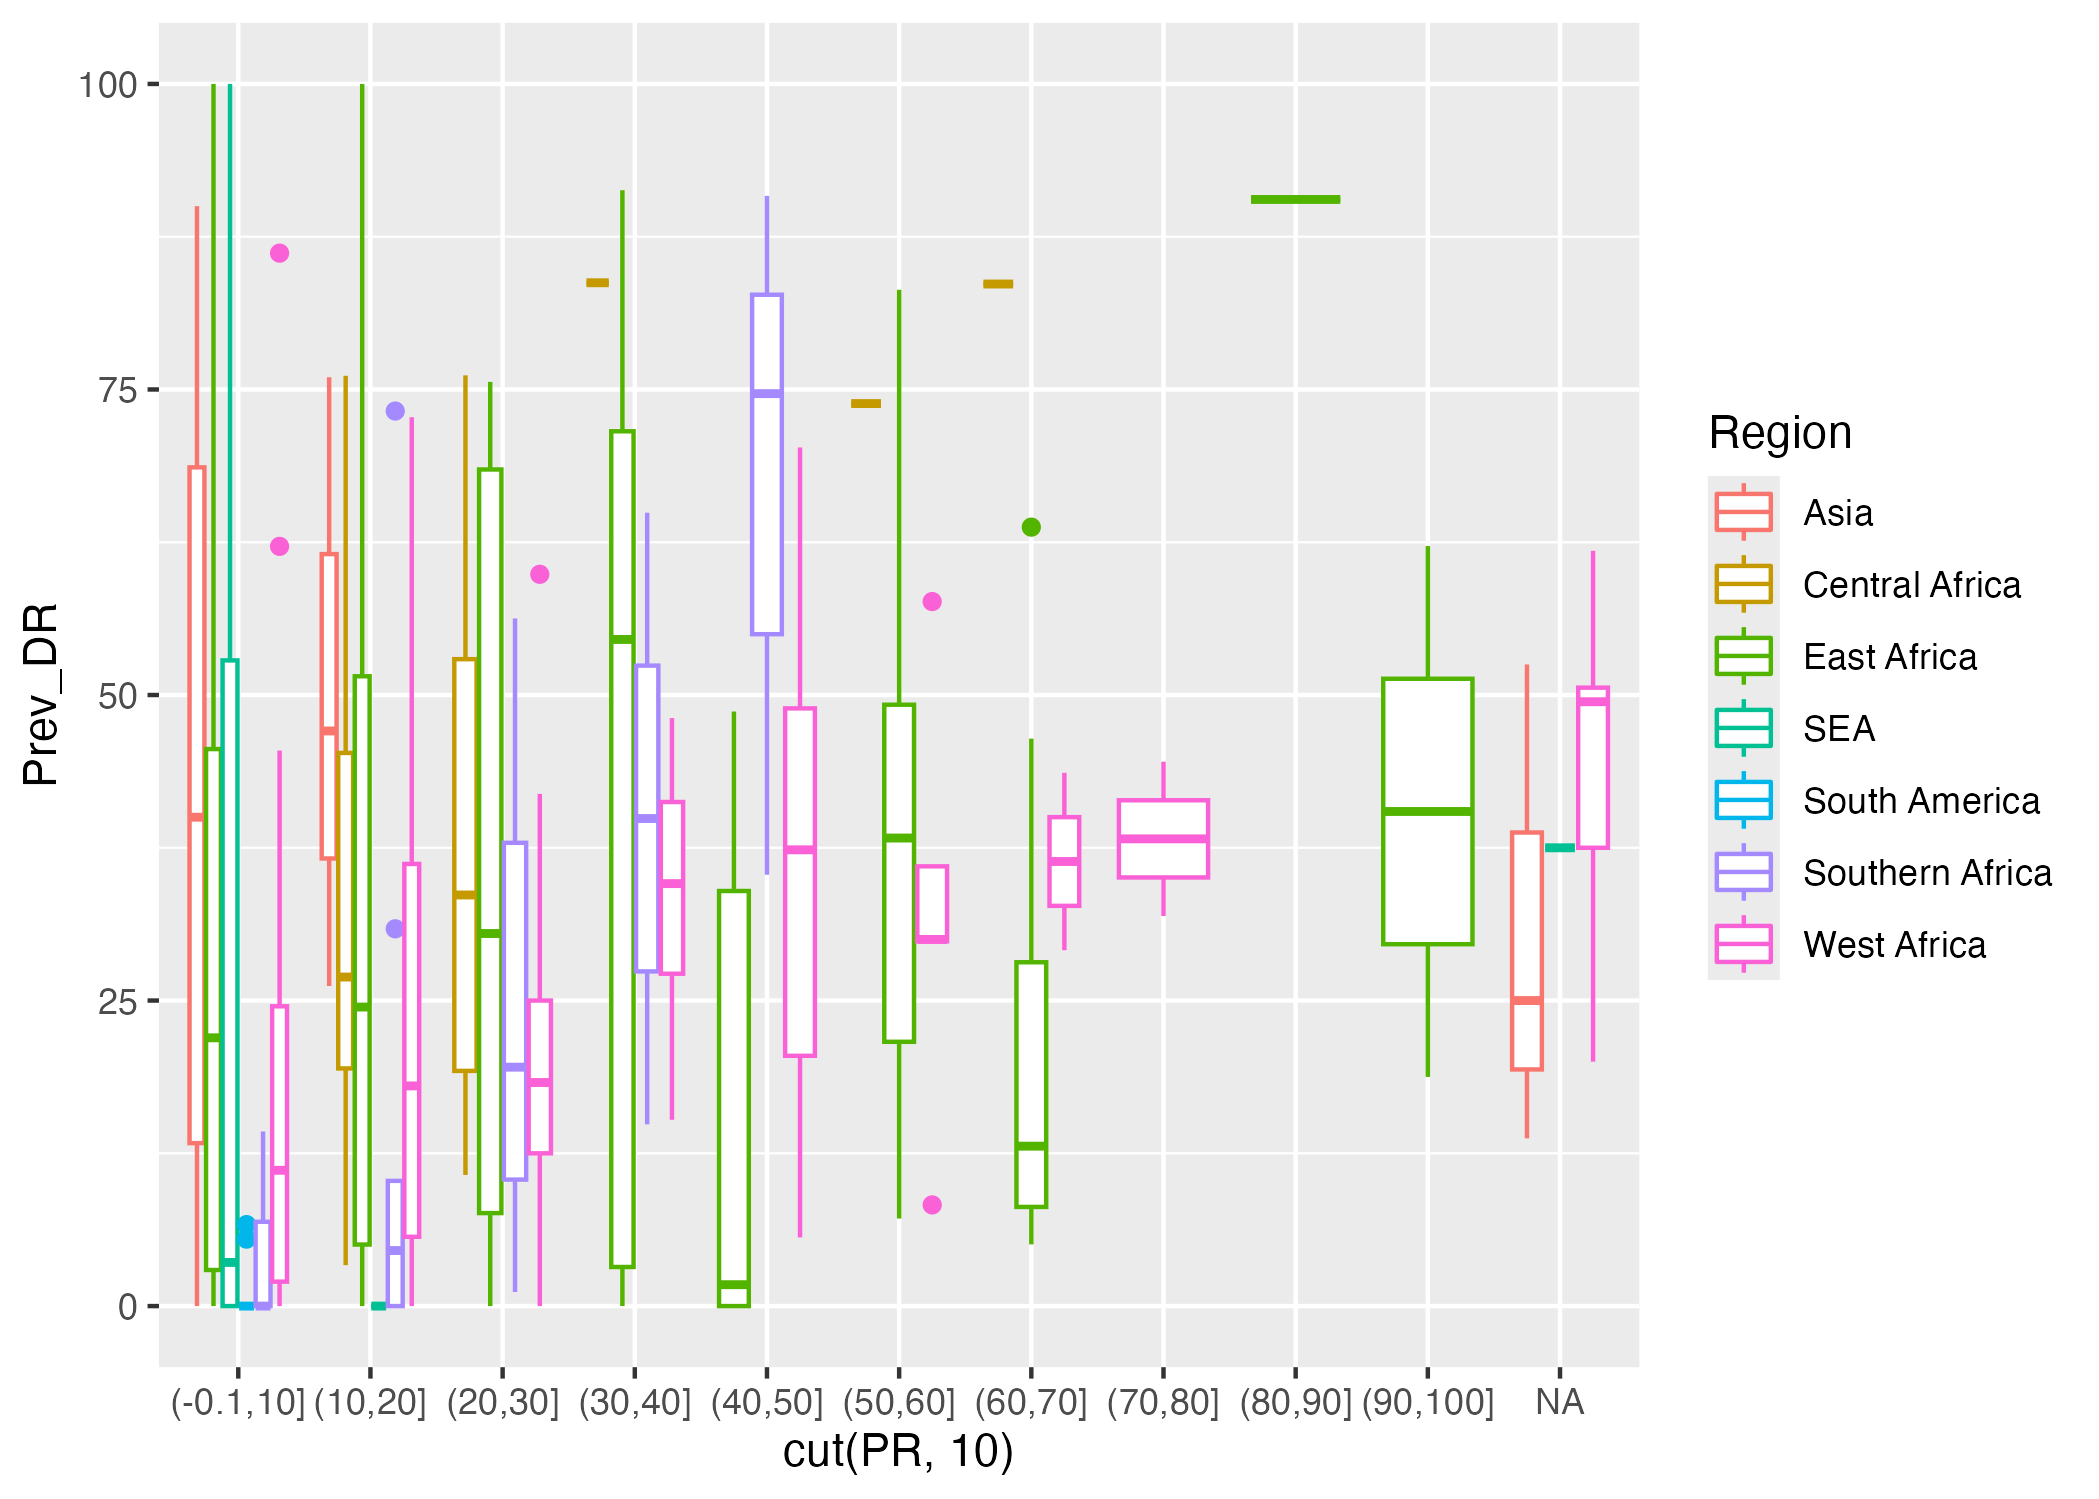 100
75
50
25
0
Prev_DR
(-0.1,10] (10,20] (20,30] (30,40] (40,50] (50,60] (60,70] (70,80] (80,90] (90,100] NA
cut(PR, 10)
Region
Asia
Central Africa
East Africa
SEA
South America
Southern Africa
West Africa